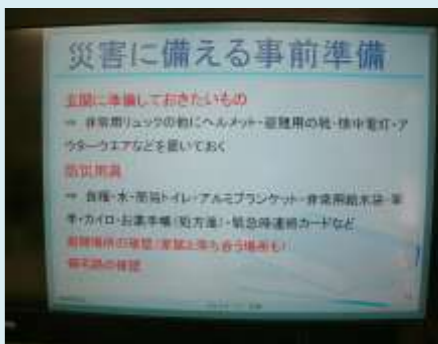 災害に備える事前準備
玄関に準備しておきたいもの
⇒ 非常用リュックの他にヘルメット・避難用の靴・懐中電灯・ア
ウターウエアなどを置いておく
防災用品
⇒ 食糧・水・簡易トイレ・アルミブランケット・非常用給水袋・軍
手・カイロ・お薬手帳(処方箋)・緊急時連絡カードなど
避難場所の確認(家族と落ち合う場所も)
帰宅路の確認